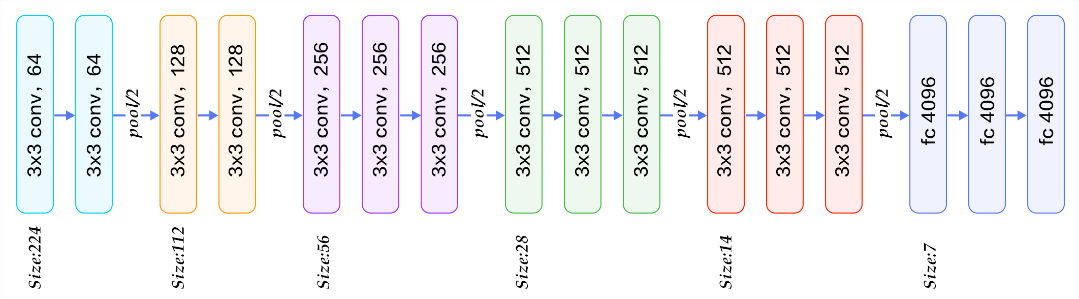 3x3 conv, 64
3x3 conv, 64
pool/2
3x3 conv, 128
3x3 conv, 128
pool/2
3x3 conv, 256
3x3 conv, 256
3x3 conv, 256
pool/2
3x3 conv, 512
3x3 conv, 512
3x3 conv, 512
pool/2
3x3 conv, 512
3x3 conv, 512
3x3 conv, 512
pool/2
fc 4096
fc 4096
fc 4096
Size:224
Size:112
Size:56
Size:28
Size:14
Size:7